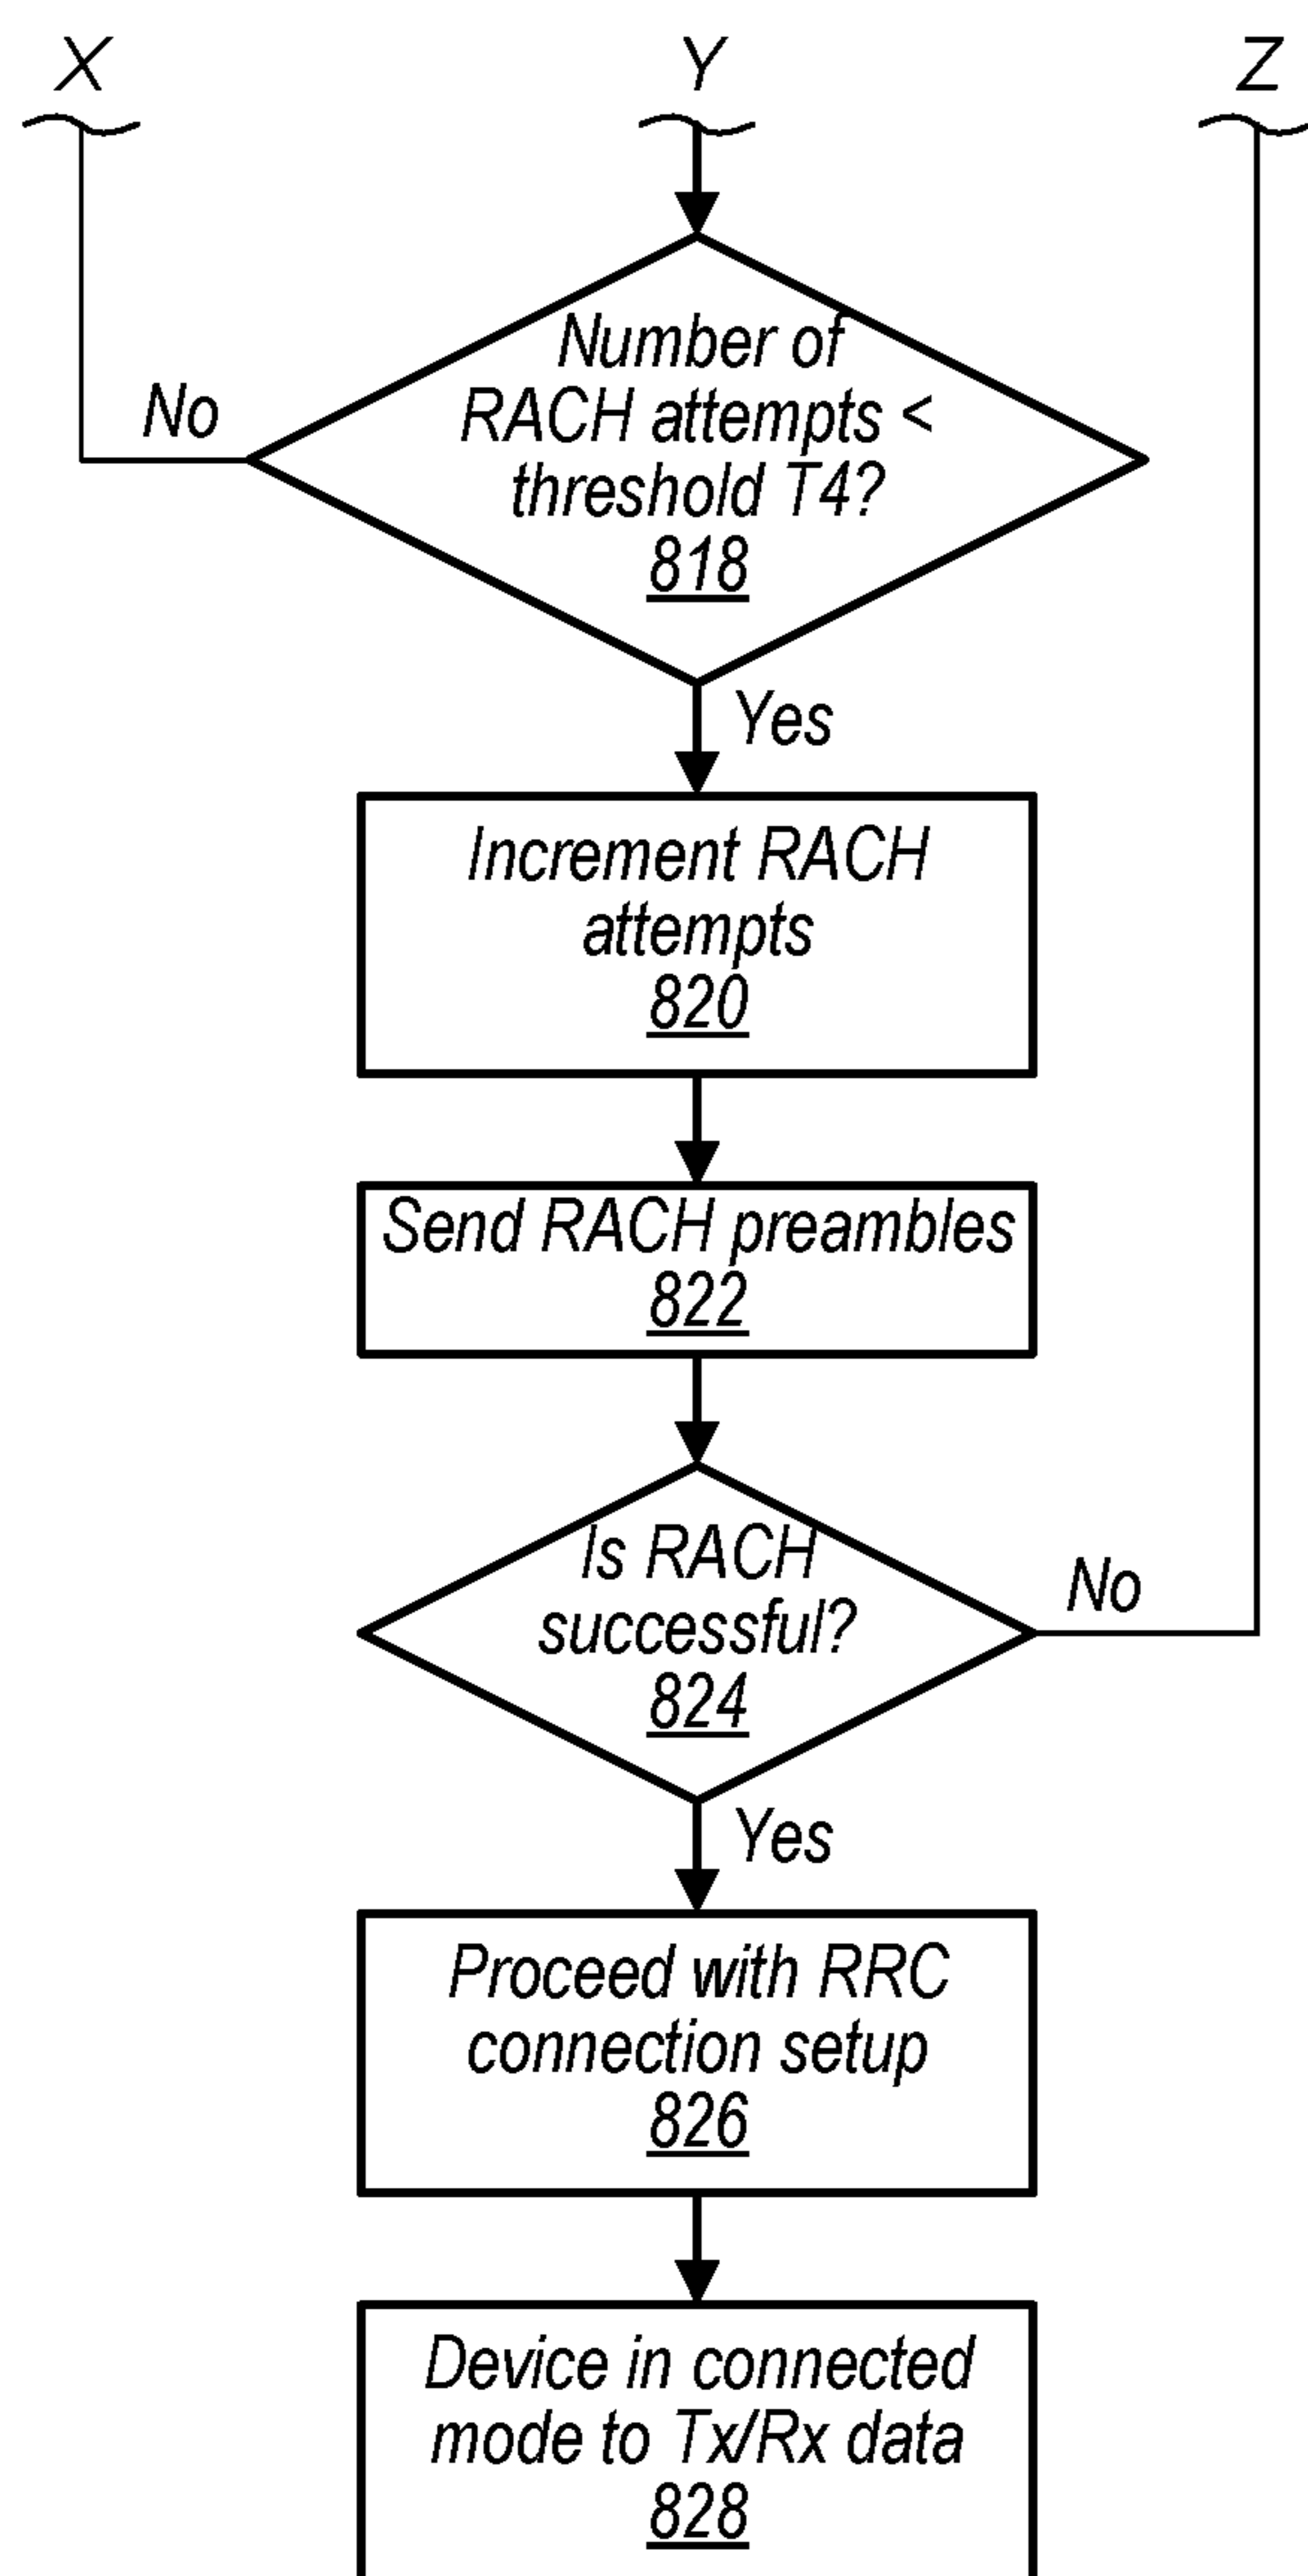 X
Y
Z
Number of
RACH attempts <
threshold T4?
818
No
Yes
Increment RACH
attempts
820
Send RACH preambles
822
Is RACH
successful?
824
No
Yes
Proceed with RRC
connection setup
826
Device in connected
mode to Tx/Rx data
828